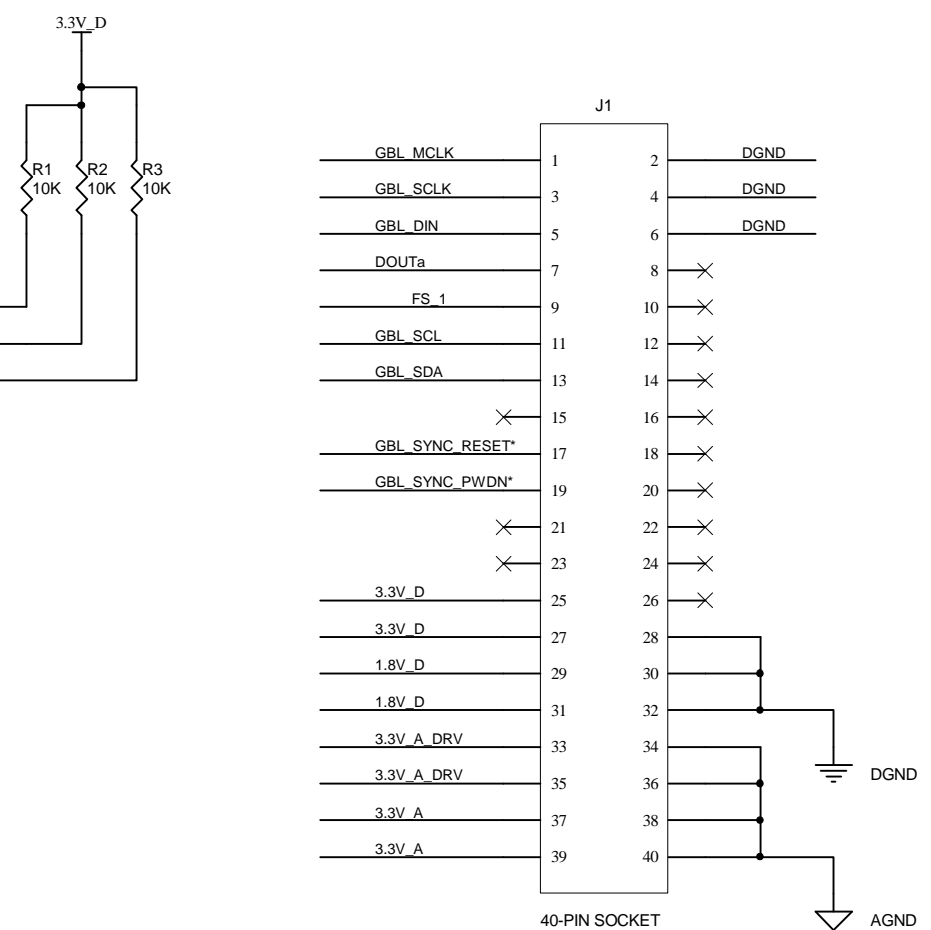 3.3V_D
J1
R1
10K
R2
10K
R3
10K
GBL_MCLK 1 2 DGND
GBL_SCLK 3 4 DGND
GBL_DIN 5 6 DGND
DOUTa 7 8
FS_1 9 10
GBL_SCL 11 12
GBL_SDA 13 14
15 16
GBL_SYNC_RESET* 17 18
GBL_SYNC_PWDN* 19 20
21 22
23 24
3.3V_D 25 26
3.3V_D 27 28
1.8V_D 29 30
1.8V_D 31 32
3.3V_A_DRV 33 34
3.3V_A_DRV 35 36
DGND
3.3V_A 37 38
3.3V_A 39 40
40-PIN SOCKET
AGND